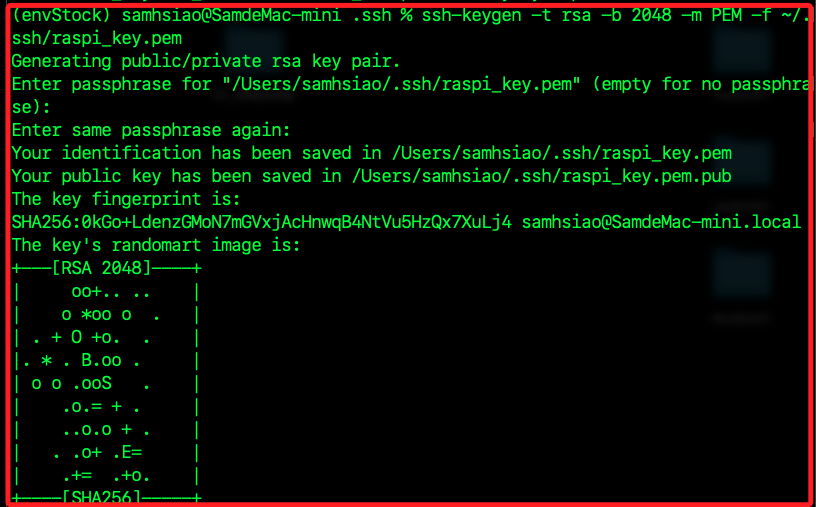 (envStock) samhsiao@SamdeMac-mini .ssh % ssh-keygen -t rsa -b 2048 -m PEM -f ~/.
ssh/raspi_key.pem
Generating public/private rsa key pair.
Enter passphrase for "/Users/samhsiao/.ssh/raspi_key.pem" (empty for no passphra
se):
Enter same passphrase again:
Your identification has been saved in /Users/samhsiao/.ssh/raspi_key.pem
Your public key has been saved in /Users/samhsiao/.ssh/raspi_key.pem.pub
The key fingerprint is:
SHA256:0kGo+LdenzGMoN7mGVxjAcHnwqB4NtVu5HzQx7XuLj4 samhsiao@SamdeMac-mini.local
The key's randomart image is:
+---[RSA 2048]----+
|     oo+.. ..    |
|    o *oo o  .   |
| . + O +o.  .    |
|. * . B.oo .     |
| o o .ooS   .    |
|    .o.= + .     |
|    ..o.o + .    |
|   . .o+ .E=     |
|    .+=  .+o.    |
+----[SHA256]-----+